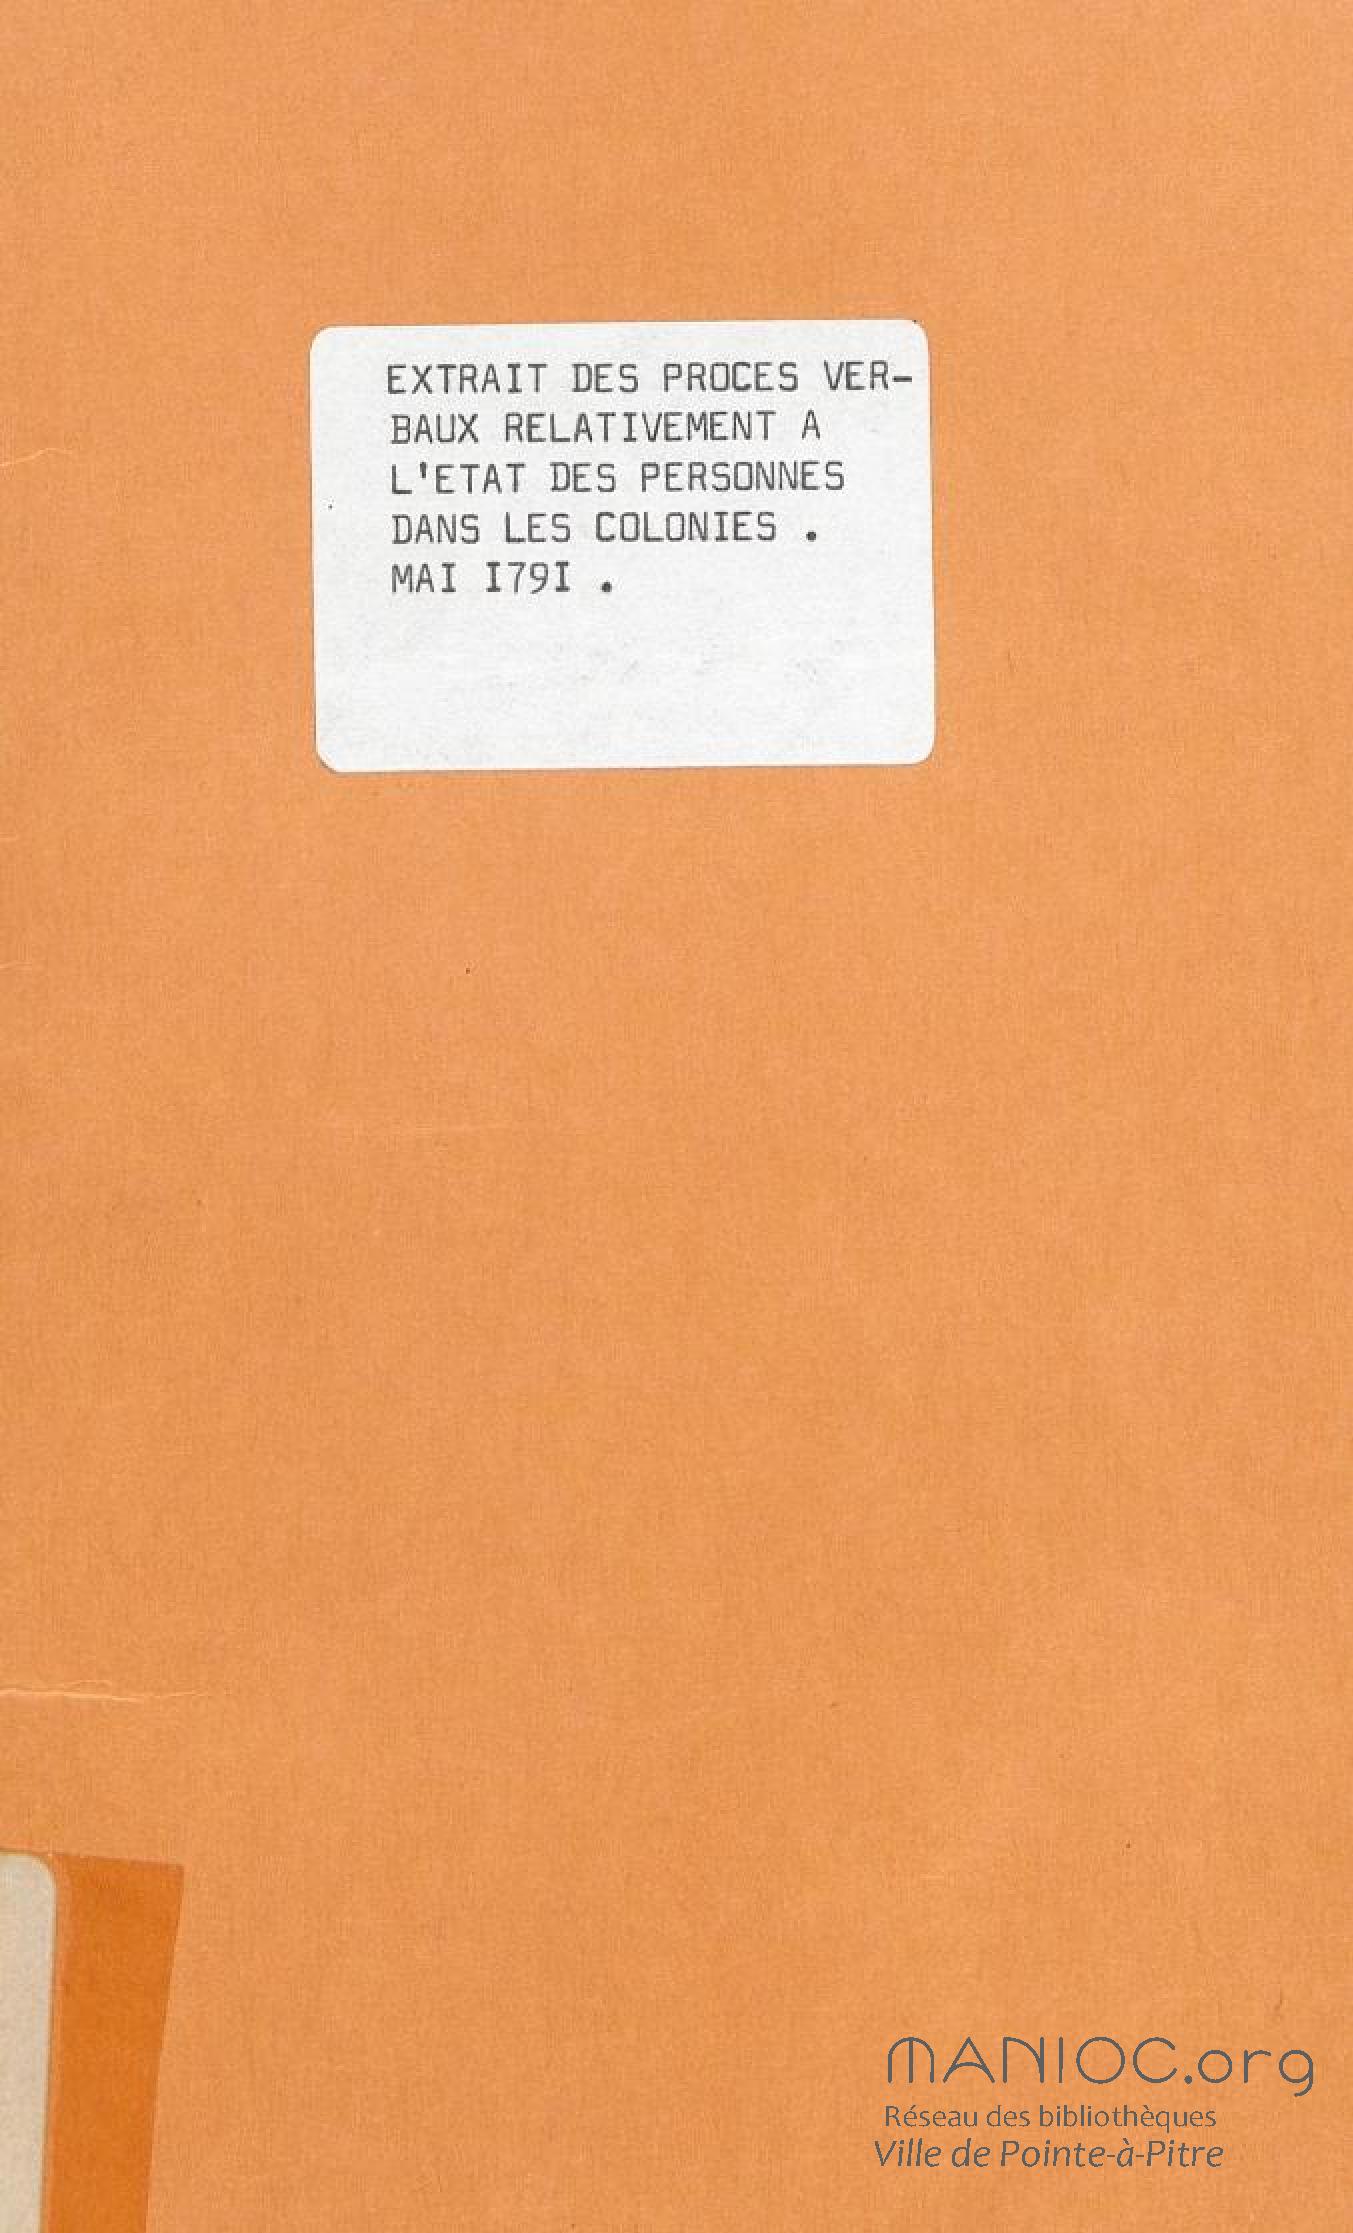 EXTRAIT DES PROCES VER-
BAUX RELATIVEMENT A
L'ETAT DES PERSONNES
DANS LES COLONIES .
MAI I79I .
MANIOC.org
Réseau des bibliothèques
Ville de Pointe-à-Pitre